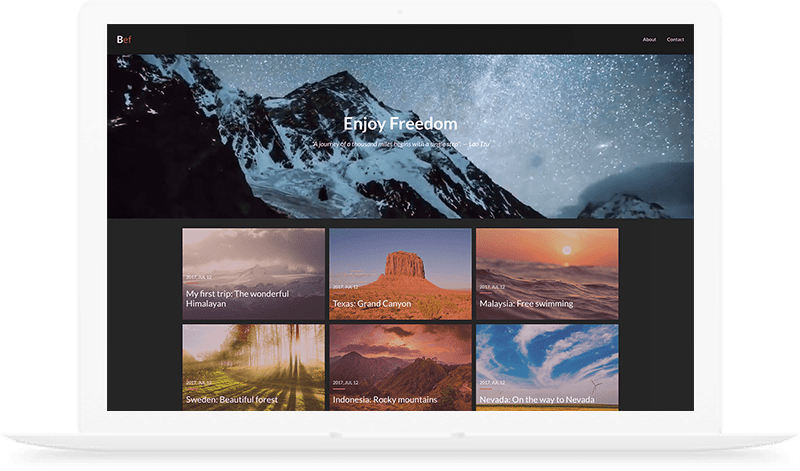 Bef
About
Contact
Enjoy Freedom
"A journey of a thousand miles begins with a single step". — Lao Tzu
2017, JUL 12
My first trip: The wonderful
Himalayan
2017, JUL 12
Texas: Grand Canyon
2017, JUL 12
Malaysia: Free swimming
2017, JUL 12
Sweden: Beautiful forest
2017, JUL 12
Indonesia: Rocky mountains
2017, JUL 12
Nevada: On the way to Nevada